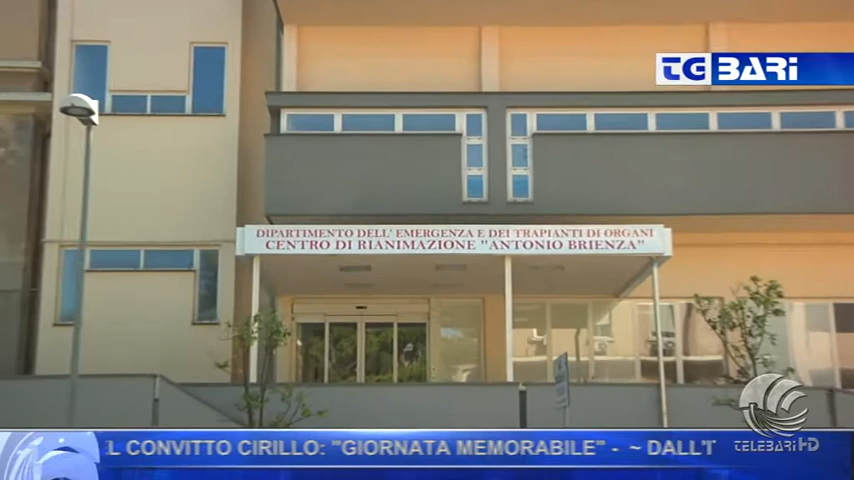 TG BARI
DIPARTIMENTO DELL'EMERGENZA E DEI TRAPIANTI DI ORGANI
CENTRO DI RIANIMAZIONE "ANTONIO BRIENZA"
TELEBARI HD
L CONVITTO CIRILLO: "GIORNATA MEMORABILE" - ~ DALL'I